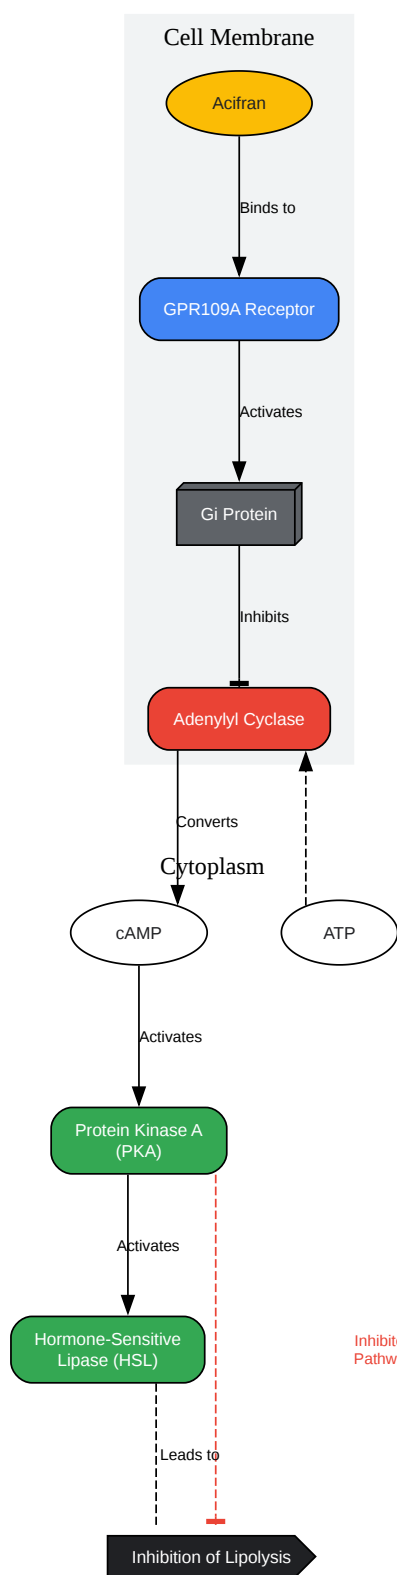 Cell Membrane
Acifran
Binds to
GPR109A Receptor
Activates
Gi Protein
Inhibits
Adenylyl Cyclase
Converts
Cytoplasm
cAMP
ATP
Activates
Protein Kinase A
(PKA)
Activates
Hormone-Sensitive
Lipase (HSL)
Leads to
Inhibition of Lipolysis